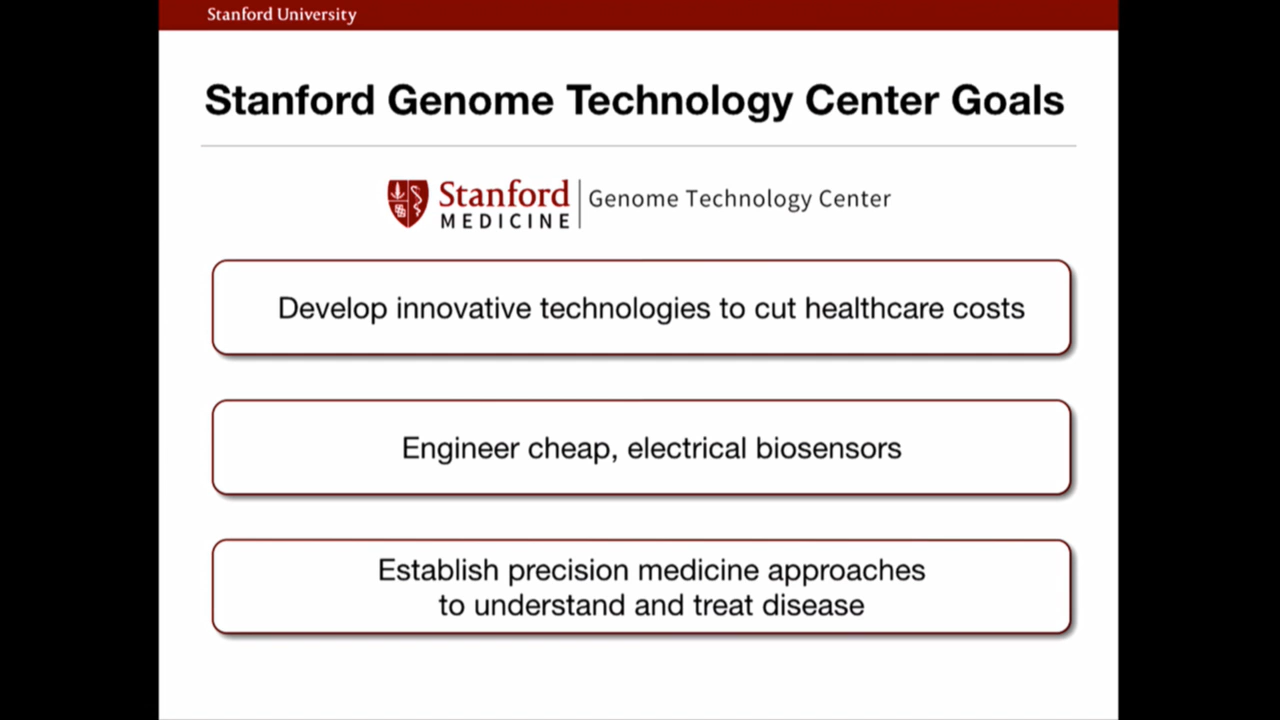 Stanford University
Stanford Genome Technology Center Goals
Stanford
MEDICINE
Genome Technology Center
Develop innovative technologies to cut healthcare costs
Engineer cheap, electrical biosensors
Establish precision medicine approaches
to understand and treat disease